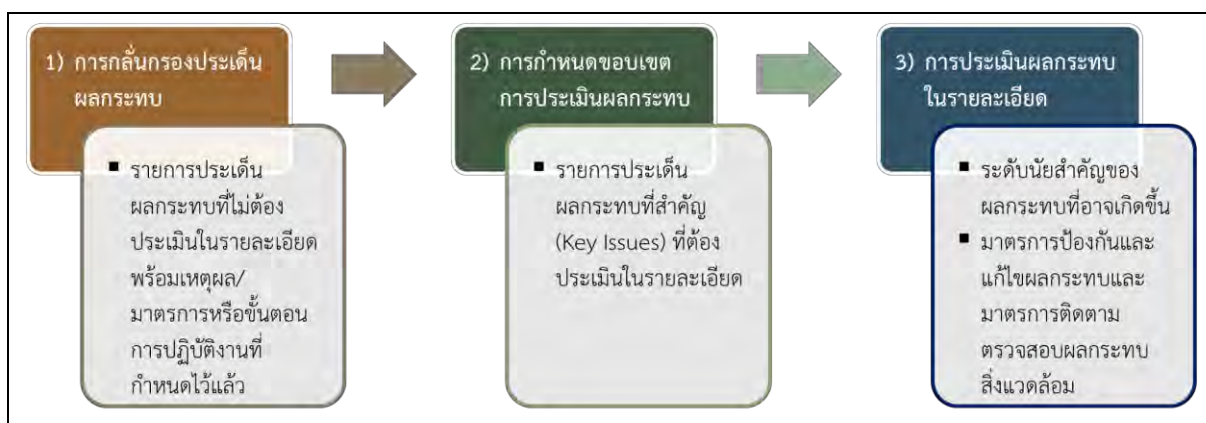 1) การกลั่นกรองประเด็น
ผลกระทบ
■ รายการประเด็น
ผลกระทบที่ไม่ต้อง
ประเมินในรายละเอียด
พร้อมเหตุผล/
มาตรการหรือขั้นตอน
การปฏิบัติงานที่
กำหนดไว้แล้ว
2) การกำหนดขอบเขต
การประเมินผลกระทบ
■ รายการประเด็น
ผลกระทบที่สำคัญ
(Key Issues) ที่ต้อง
ประเมินในรายละเอียด
3) การประเมินผลกระทบ
ในรายละเอียด
■ ระดับนัยสำคัญของ
ผลกระทบที่อาจเกิดขึ้น
■ มาตรการป้องกันและ
แก้ไขผลกระทบและ
มาตรการติดตาม
ตรวจสอบผลกระทบ
สิ่งแวดล้อม